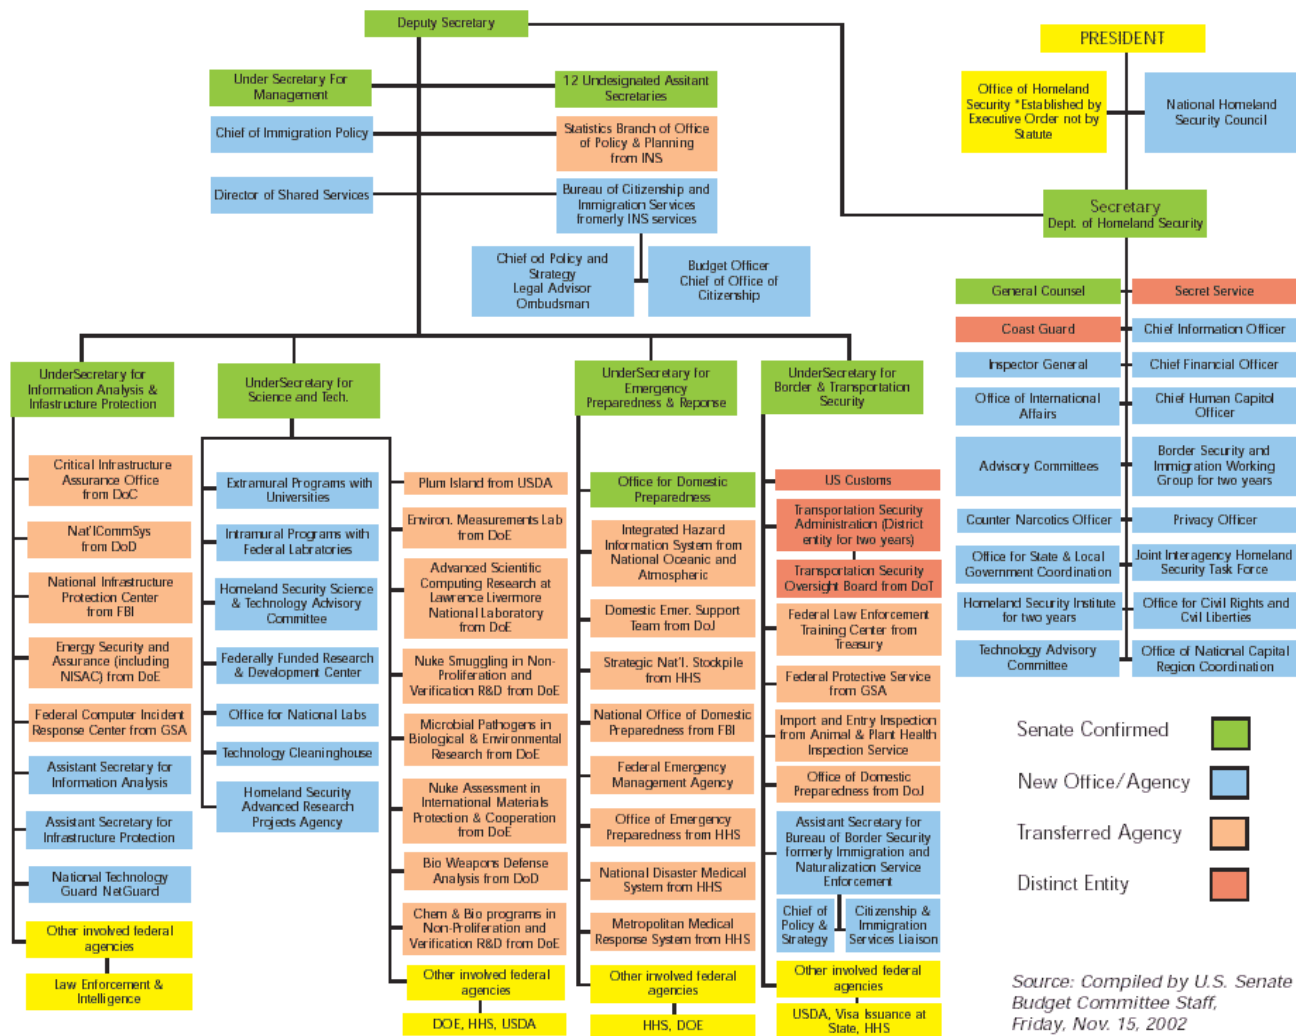 Deputy Secretary
Under Secretary For
Management
12 Undesignated Assitant
Secretaries
Chief of Immigration Policy
Statistics Branch of Office
of Policy & Planning
from INS
Director of Shared Services
Bureau of Citizenship and
Immigration Services
fromerly INS services
Chief od Policy and
Strategy
Legal Advisor
Ombudsman
Budget Officer
Chief of Office of
Citizenship
PRESIDENT
Office of Homeland
Security *Established by
Executive Order not by
Statute
National Homeland
Security Council
Secretary
Dept. of Homeland Security
General Counsel
Secret Service
Coast Guard
Chief Information Officer
Inspector General
Chief Financial Officer
Office of International
Affairs
Chief Human Capitol
Officer
Advisory Committees
Border Security and
Immigration Working
Group for two years
Counter Narcotics Officer
Privacy Officer
Office for State & Local
Government Coordination
Joint Interagency Homeland
Security Task Force
Homeland Security Institute
for two years
Office for Civil Rights and
Civil Liberties
Technology Advisory
Committee
Office of National Capital
Region Coordination
UnderSecretary for
Information Analysis &
Infastructure Protection
Critical Infrastructure
Assurance Office
from DoC
Nat'lCommSys
from DoD
National Infrastructure
Protection Center
from FBI
Energy Security and
Assurance (including
NISAC) from DoE
Federal Computer Incident
Response Center from GSA
Assistant Secretary for
Information Analysis
Assistant Secretary for
Infrastructure Protection
National Technology
Guard NetGuard
Other involved federal
agencies
Law Enforcement &
Intelligence
UnderSecretary for
Science and Tech.
Extramural Programs with
Universities
Intramural Programs with
Federal Labratories
Homeland Security Science
& Technology Advisory
Committee
Federally Funded Research
& Development Center
Office for National Labs
Technology Cleaninghouse
Homeland Security
Advanced Research
Projects Agency
Plum Island from USDA
Environ. Measurements Lab
from DoE
Advanced Scientific
Computing Research at
Lawrence Livermore
National Laboratory
from DoE
Nuke Smuggling in Non-
Proliferation and
Verification R&D from DoE
Microbial Pathogens in
Biological & Environmental
Research from DoE
Nuke Assessment in
International Materials
Protection & Cooperation
from DoE
Bio Weapons Defense
Analysis from DoD
Chem & Bio programs in
Non-Proliferation and
Verification R&D from DoE
Other involved federal
agencies
DOE, HHS, USDA
UnderSecretary for
Emergency
Preparedness & Reponse
Office for Domestic
Preparedness
Integrated Hazard
Information System from
National Oceanic and
Atmospheric
Domestic Emer. Support
Team from DoJ
Strategic Nat'l. Stockpile
from HHS
National Office of Domestic
Preparedness from FBI
Federal Emergency
Management Agency
Office of Emergency
Preparedness from HHS
National Disaster Medical
System from HHS
Metropolitan Medical
Response System from HHS
Other involved federal
agencies
HHS, DOE
UnderSecretary for
Border & Transportation
Security
US Customs
Transportation Security
Administration (District
entity for two years)
Transportation Security
Oversight Board from DoT
Federal Law Enforcement
Training Center from
Treasury
Federal Protective Service
from GSA
Import and Entry Inspection
from Animal & Plant Health
Inspection Service
Office of Domestic
Preparedness from DoJ
Assistant Secretary for
Bureau of Border Security
formerly Immigration and
Naturalization Service
Enforcement
Chief of
Policy &
Strategy
Citizenship &
Immigration
Services Liaison
Other involved federal
agencies
USDA, Visa Issuance at
State, HHS
Senate Confirmed
New Office/Agency
Transferred Agency
Distinct Entity
Source: Compiled by U.S. Senate
Budget Committee Staff,
Friday, Nov. 15, 2002